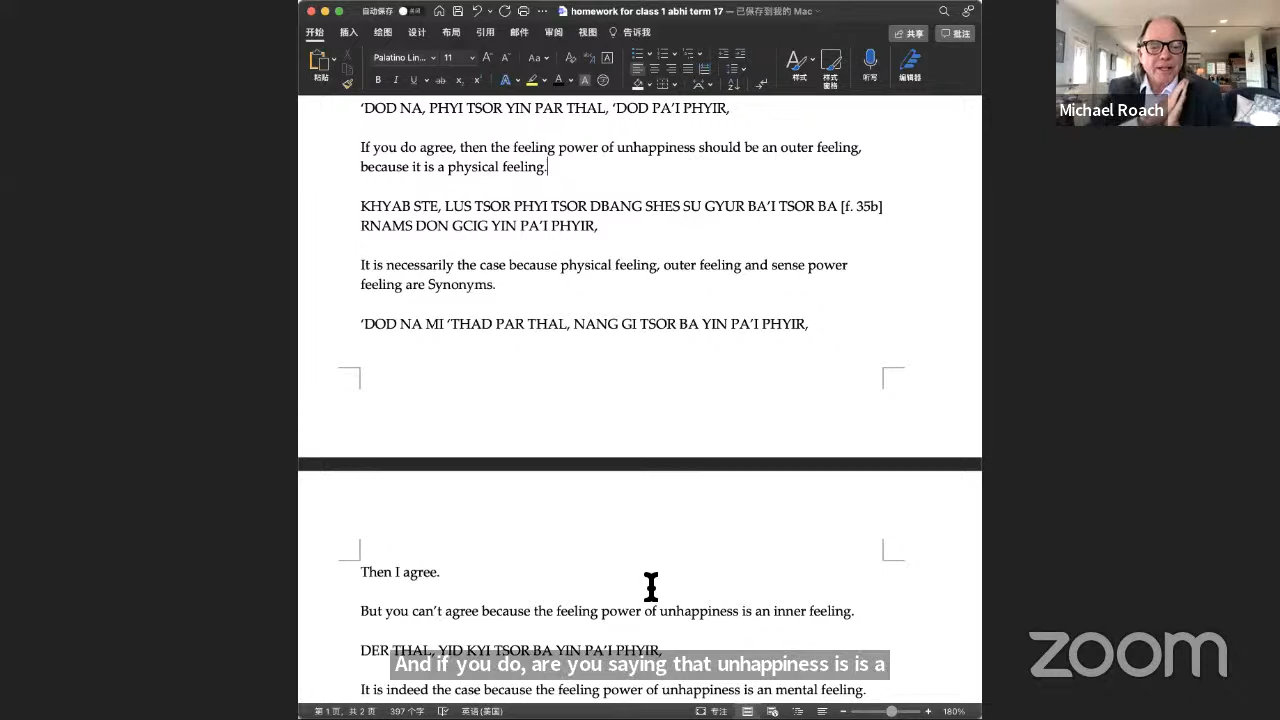 自动保存 关闭 homework for class 1 abhi term 17 — 已保存到我的 Mac
开始 插入 绘图 设计 布局 引用 邮件 审阅 视图 告诉我 共享 批注
粘贴 Palatino Lin... 11 样式 样式窗格 听写 编辑器
‘DOD NA, PHYI TSOR YIN PAR THAL, ‘DOD PA’I PHYIR,
If you do agree, then the feeling power of unhappiness should be an outer feeling,
because it is a physical feeling.
KHYAB STE, LUS TSOR PHYI TSOR DBANG SHES SU GYUR BA’I TSOR BA [f. 35b]
RNAMS DON GCIG YIN PA’I PHYIR,
It is necessarily the case because physical feeling, outer feeling and sense power
feeling are Synonyms.
‘DOD NA MI ‘THAD PAR THAL, NANG GI TSOR BA YIN PA’I PHYIR,
Then I agree.
But you can’t agree because the feeling power of unhappiness is an inner feeling.
DER THAL, YID KYI TSOR BA YIN PA’I PHYIR,
And if you do, are you saying that unhappiness is is a
It is indeed the case because the feeling power of unhappiness is an mental feeling.
第 1 页, 共 2 页 397 个字 英语(美国) 专注 180%
Michael Roach
zoom